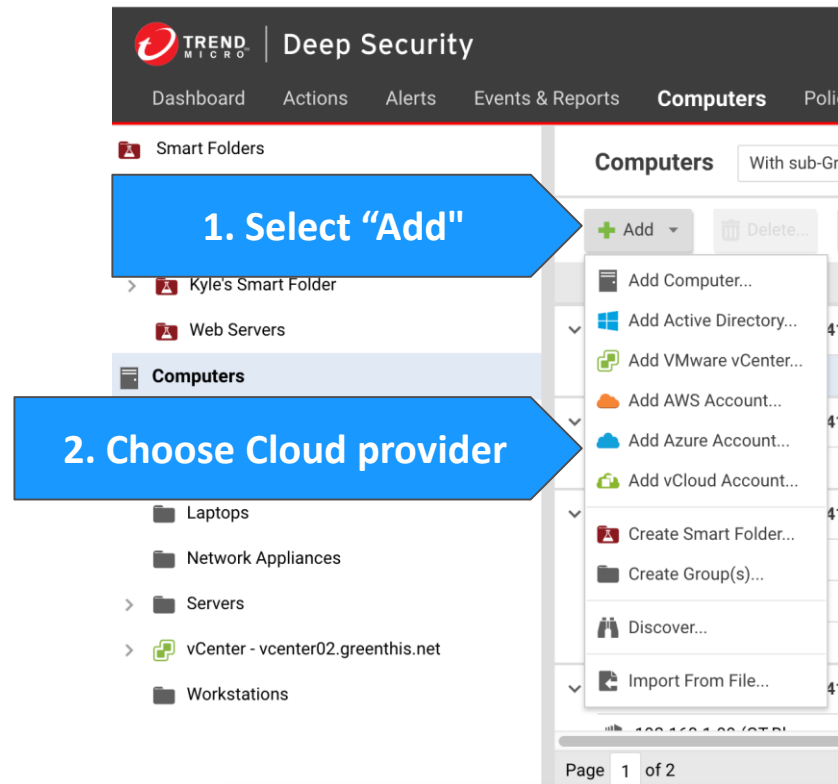 TREND MICRO | Deep Security
Dashboard Actions Alerts Events & Reports Computers
Smart Folders
Computers With
1. Select “Add"
Add Delete...
Kyle's Smart Folder
Web Servers
Computers
2. Choose Cloud provider
Laptops
Network Appliances
Servers
vCenter - vcenter02.greenthis.net
Workstations
Add Computer...
Add Active Directory...
Add VMware vCenter...
Add AWS Account...
Add Azure Account...
Add vCloud Account...
Create Smart Folder...
Create Group(s)...
Discover...
Import From File...
Page 1 of 2